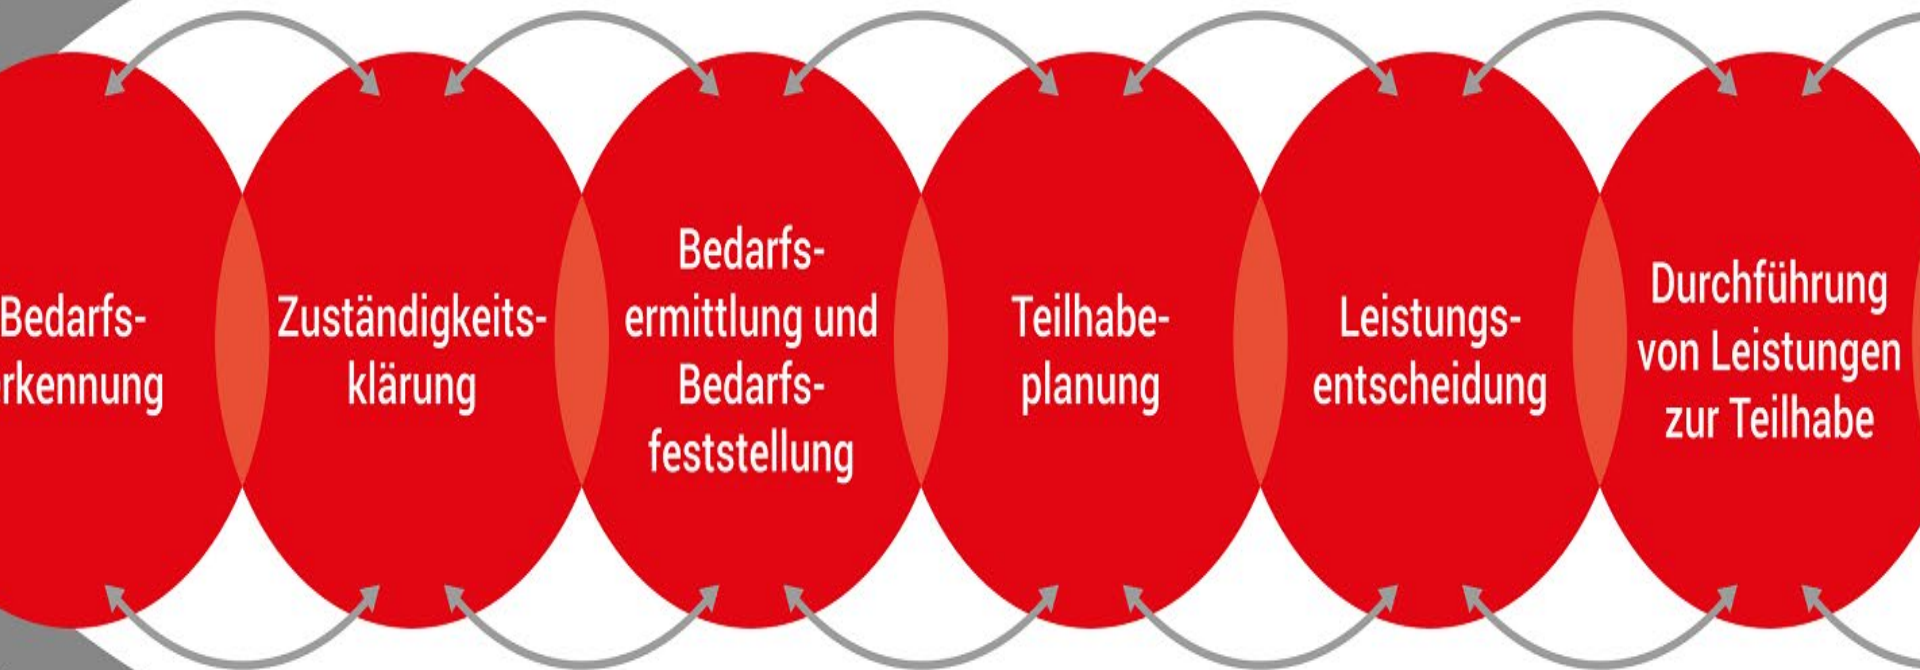 Bedarfs-
rkennung
Zuständigkeits-
klärung
Bedarfs-
ermittlung und
Bedarfs-
feststellung
Teilhabe-
planung
Leistungs-
entscheidung
Durchführung
von Leistungen
zur Teilhabe